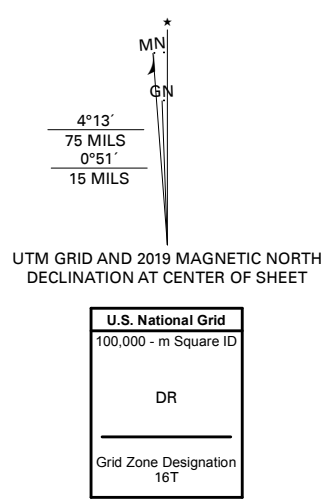 MN
GN
4°13´
75 MILS
0°51´
15 MILS
UTM GRID AND 2019 MAGNETIC NORTH
DECLINATION AT CENTER OF SHEET
U.S. National Grid
100,000 - m Square ID
DR
Grid Zone Designation
16T